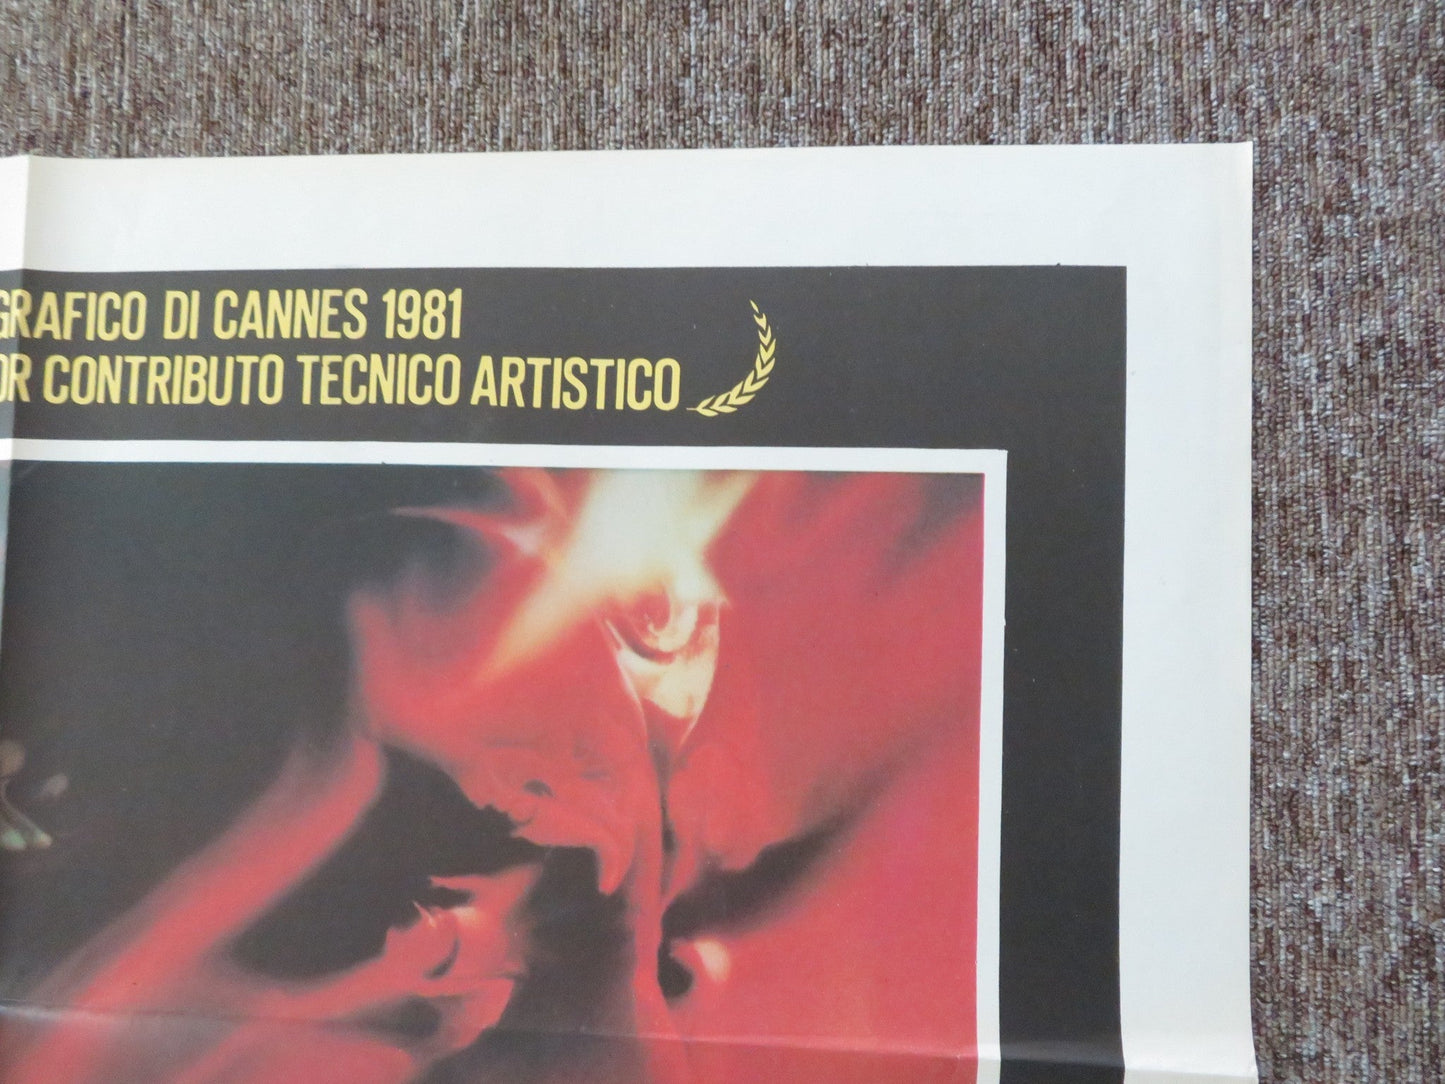 GRAFICO DI CANNES 1981
OR CONTRIBUTO TECNICO ARTISTICO